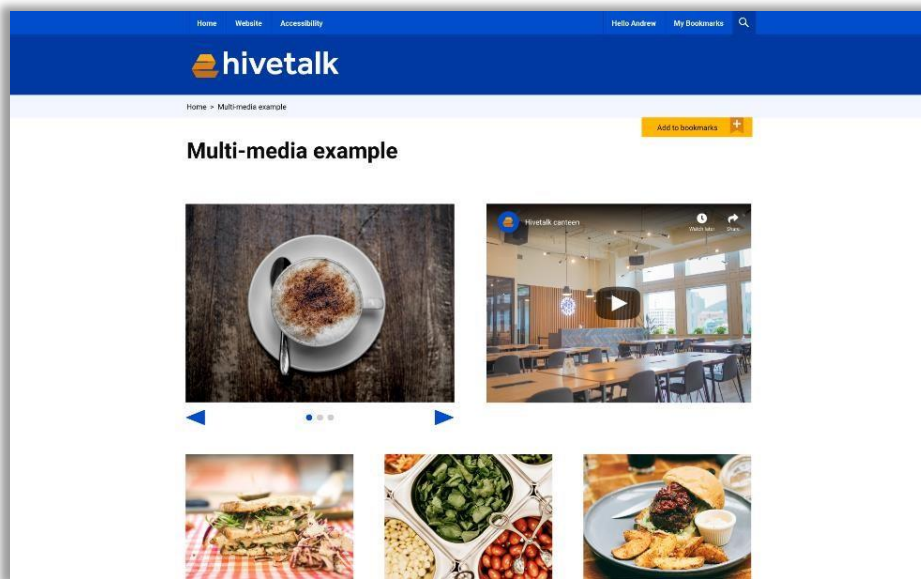 Home Website Accessibility Hello Andrew My Bookmarks
hivetalk
Home > Multi-media example
Add to bookmarks
Multi-media example
Hivetalk canteen
Watch later Share